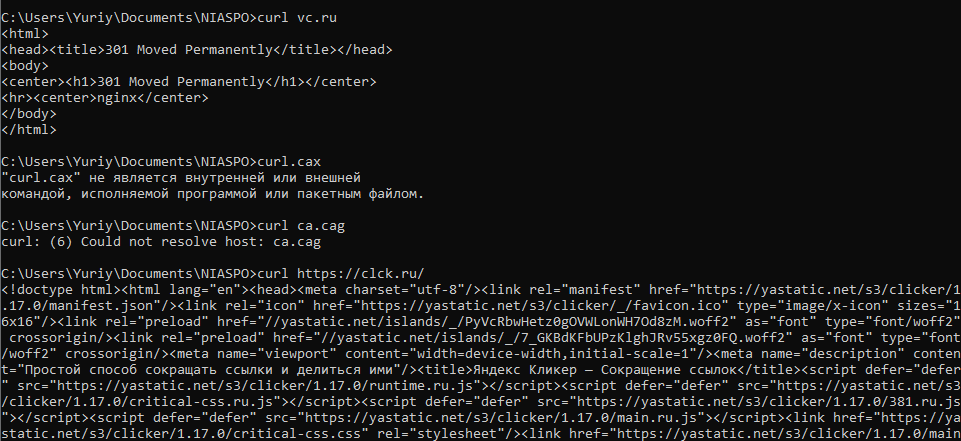 C:\Users\Yuriy\Documents\NIASPO>curl vc.ru
<html>
<head><title>301 Moved Permanently</title></head>
<body>
<center><h1>301 Moved Permanently</h1></center>
<hr><center>nginx</center>
</body>
</html>
C:\Users\Yuriy\Documents\NIASPO>curl.cax
"curl.cax" не является внутренней или внешней
командой, исполняемой программой или пакетным файлом.
C:\Users\Yuriy\Documents\NIASPO>curl ca.cag
curl: (6) Could not resolve host: ca.cag
C:\Users\Yuriy\Documents\NIASPO>curl https://clck.ru/
<!doctype html><html lang="en"><head><meta charset="utf-8"/><link rel="manifest" href="https://yastatic.net/s3/clicker/1
.17.0/manifest.json"/><link rel="icon" href="https://yastatic.net/s3/clicker/_/favicon.ico" type="image/x-icon" sizes="1
6x16"/><link rel="preload" href="//yastatic.net/islands/_/PyVcRbwHetz0gOVWLonWH7Od8zM.woff2" as="font" type="font/woff2"
 crossorigin/><link rel="preload" href="//yastatic.net/islands/_/7_GKBdKFbUPzKlghJRv55xgz0FQ.woff2" as="font" type="font
/woff2" crossorigin/><meta name="viewport" content="width=device-width,initial-scale=1"/><meta name="description" conten
t="Простой способ сокращать ссылки и делиться ими"/><title>Яндекс Кликер — Сокращение ссылок</title><script defer="defer
" src="https://yastatic.net/s3/clicker/1.17.0/runtime.ru.js"></script><script defer="defer" src="https://yastatic.net/s3
/clicker/1.17.0/critical-css.ru.js"></script><script defer="defer" src="https://yastatic.net/s3/clicker/1.17.0/381.ru.js
"></script><script defer="defer" src="https://yastatic.net/s3/clicker/1.17.0/main.ru.js"></script><link href="https://ya
static.net/s3/clicker/1.17.0/critical-css.css" rel="stylesheet"/><link href="https://yastatic.net/s3/clicker/1.17.0/main